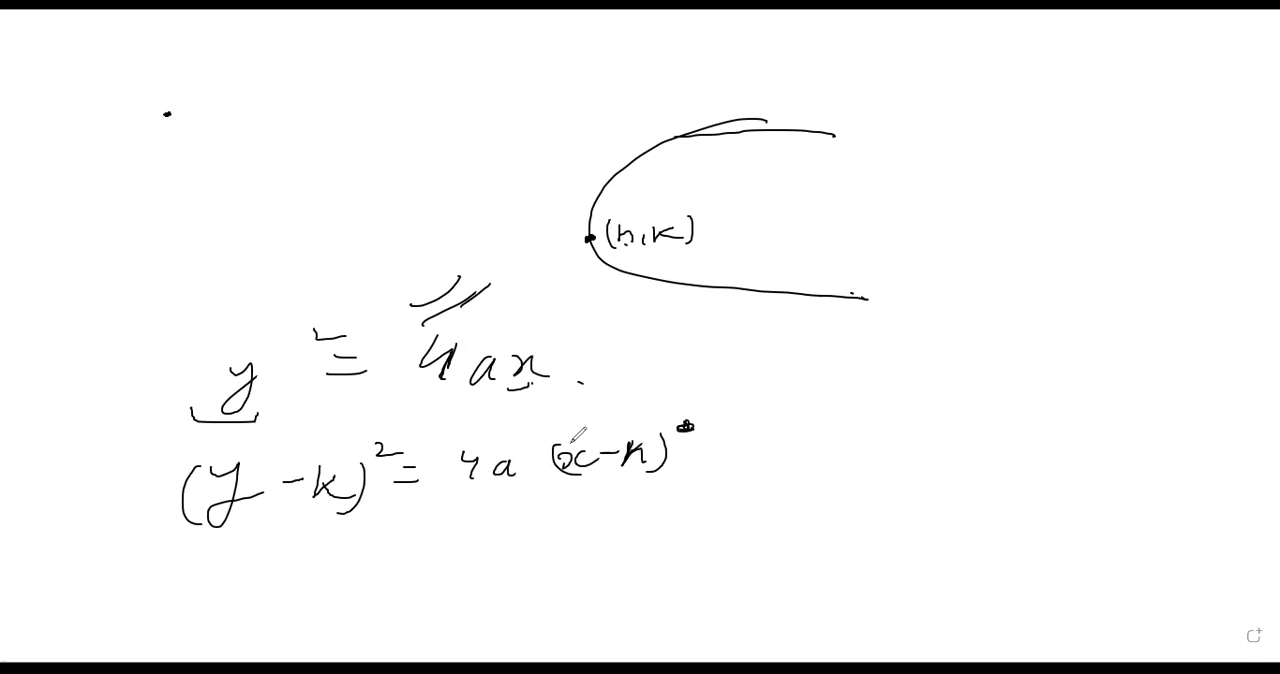 (h,k)
y² = 4ax.
(y-k)² = 4a (x-h)